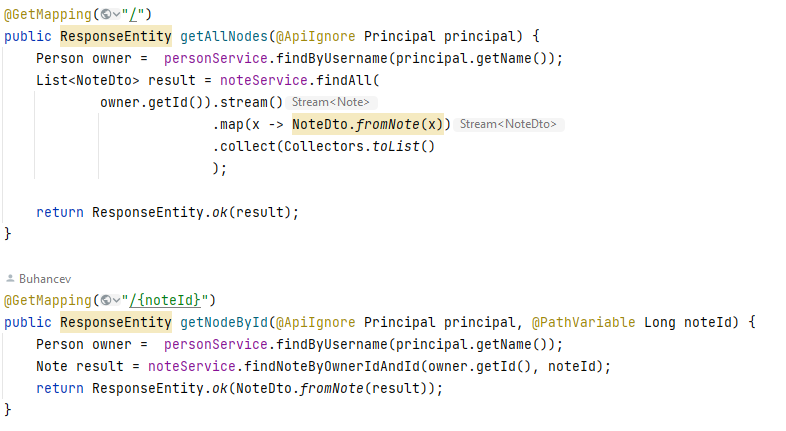 @GetMapping("/")
public ResponseEntity getAllNodes(@ApiIgnore Principal principal) {
    Person owner =  personService.findByUsername(principal.getName());
    List<NoteDto> result = noteService.findAll(
            owner.getId()).stream() Stream<Note>
                          .map(x -> NoteDto.fromNote(x)) Stream<NoteDto>
                          .collect(Collectors.toList()
                          );
    return ResponseEntity.ok(result);
}
Buhancev
@GetMapping("/{noteId}")
public ResponseEntity getNodeById(@ApiIgnore Principal principal, @PathVariable Long noteId) {
    Person owner =  personService.findByUsername(principal.getName());
    Note result = noteService.findNoteByOwnerIdAndId(owner.getId(), noteId);
    return ResponseEntity.ok(NoteDto.fromNote(result));
}